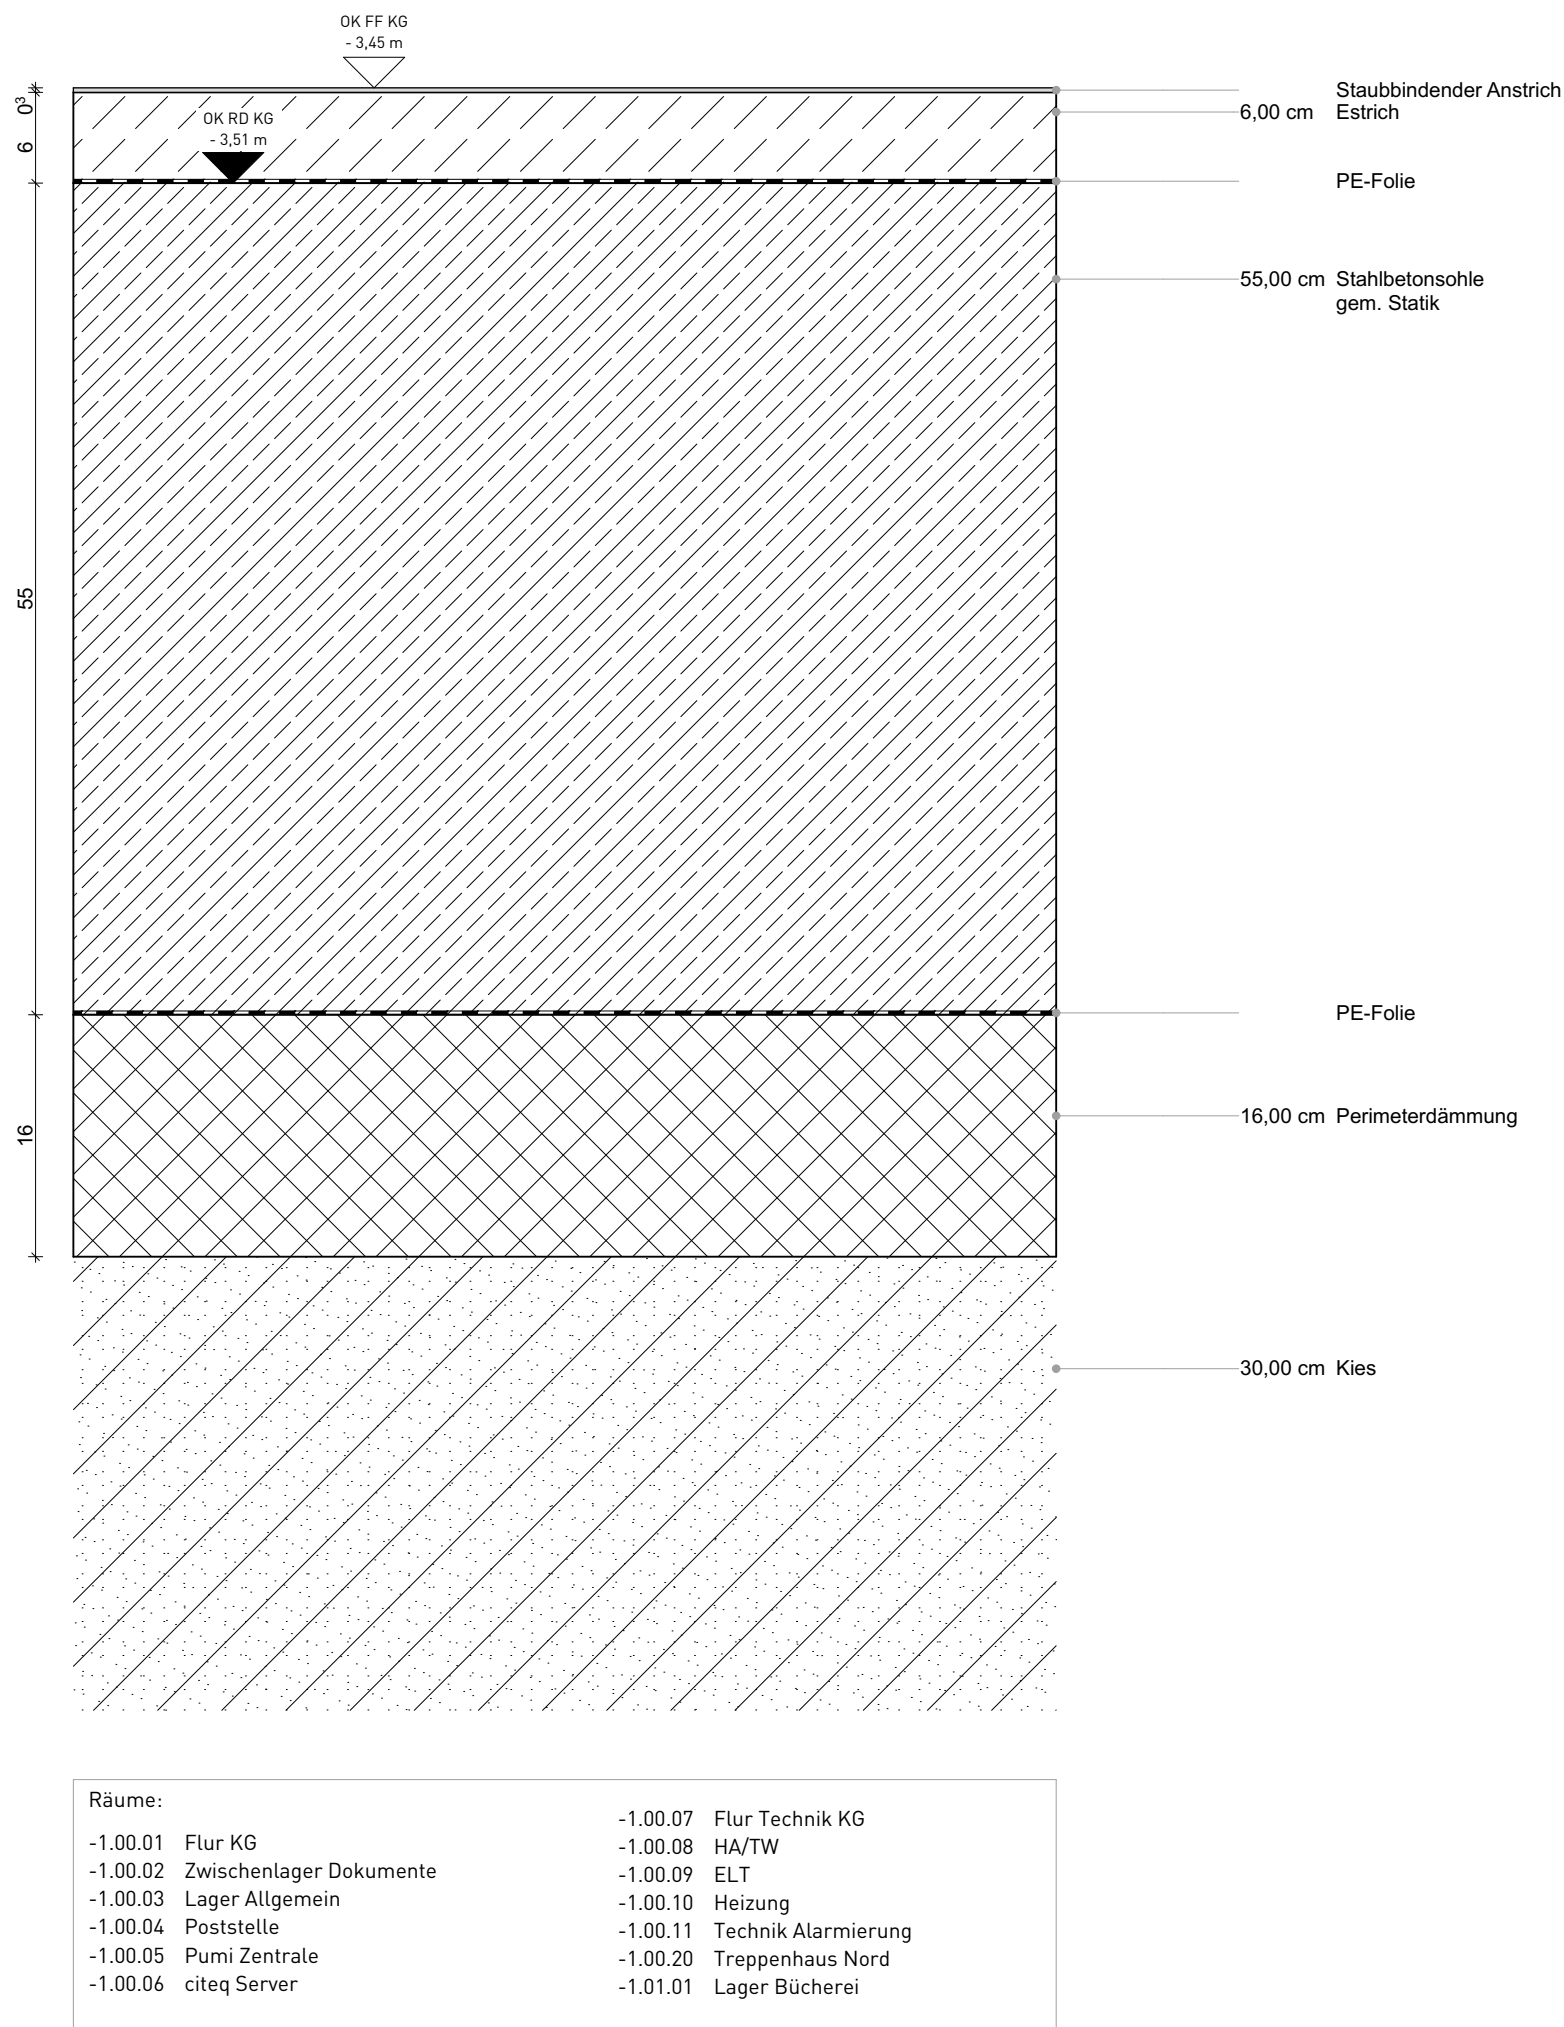 OK FF KG
- 3,45 m
0³
Staubbindender Anstrich
6,00 cm Estrich
OK RD KG
- 3,51 m
6
PE-Folie
55,00 cm Stahlbetonsohle
gem. Statik
55
PE-Folie
16,00 cm Perimeterdämmung
16
30,00 cm Kies
Räume:
-1.00.01 Flur KG
-1.00.02 Zwischenlager Dokumente
-1.00.03 Lager Allgemein
-1.00.04 Poststelle
-1.00.05 Pumi Zentrale
-1.00.06 citeq Server
-1.00.07 Flur Technik KG
-1.00.08 HA/TW
-1.00.09 ELT
-1.00.10 Heizung
-1.00.11 Technik Alarmierung
-1.00.20 Treppenhaus Nord
-1.01.01 Lager Bücherei